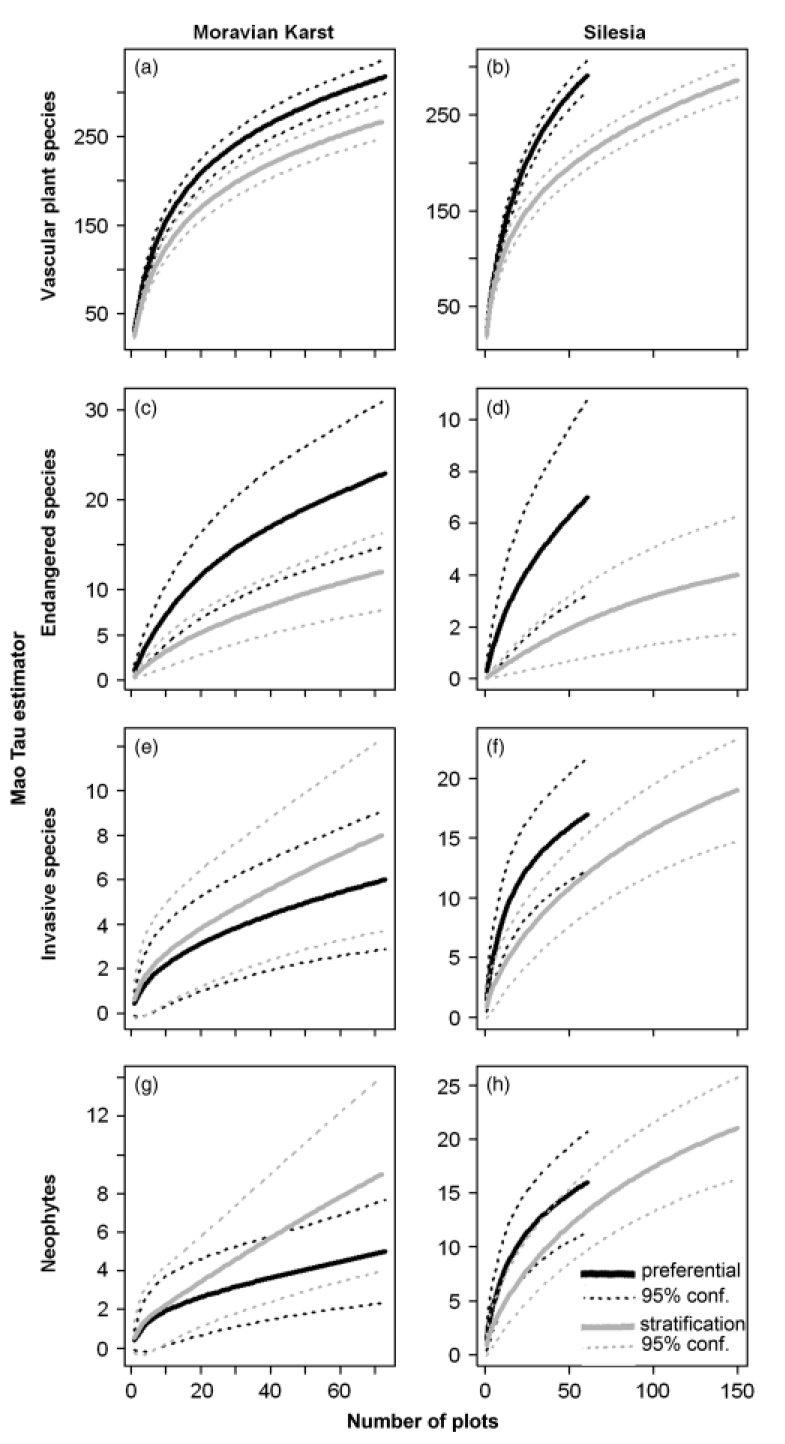 Moravian Karst
Silesia
Mao Tau estimator
Vascular plant species
(a)
250
150
50
(b)
250
150
50
Endangered species
(c)
30
20
10
5
0
(d)
10
8
6
4
2
0
Invasive species
(e)
10
8
6
4
2
0
(f)
20
15
10
5
0
Neophytes
(g)
12
8
6
4
2
0
(h)
25
20
15
10
5
0
preferential
95% conf.
stratification
95% conf.
0 20 40 60
0 50 100 150
Number of plots